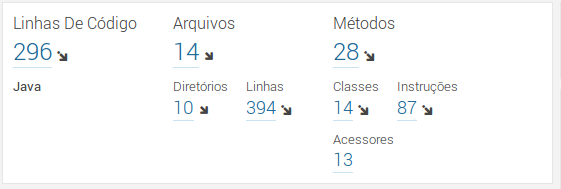 Linhas De Código
296
Java
Arquivos
14
Diretórios
10
Linhas
394
Métodos
28
Classes
14
Instruções
87
Acessores
13